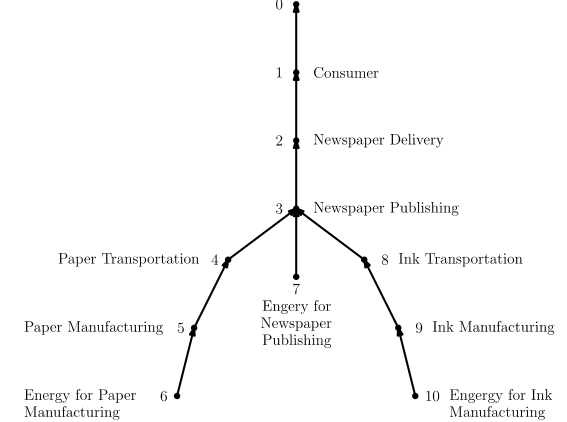 0
1 Consumer
2 Newspaper Delivery
3 Newspaper Publishing
Paper Transportation 4
8 Ink Transportation
7
Engery for
Newspaper
Publishing
Paper Manufacturing 5
9 Ink Manufacturing
Energy for Paper 6
Manufacturing
10 Engergy for Ink
Manufacturing